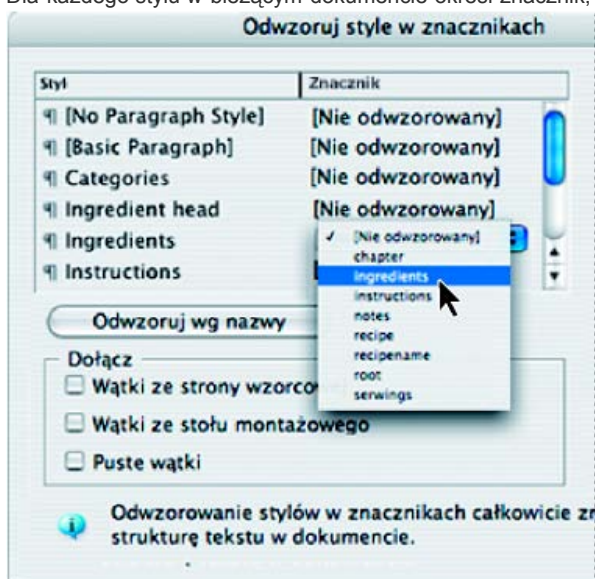 Dla każdego stylu w bieżącym dokumencie określ znacznik,
Odwzoruj style w znacznikach
Styl Znacznik
¶ [No Paragraph Style] [Nie odwzorowany]
¶ [Basic Paragraph] [Nie odwzorowany]
¶ Categories [Nie odwzorowany]
¶ Ingredient head [Nie odwzorowany]
¶ Ingredients
✓ [Nie odwzorowany]
chapter
¶ Instructions
ingredients
instructions
notes
recipe
recipename
root
serwings
Odwzoruj wg nazwy
Dołącz
Wątki ze strony wzorco
Wątki ze stołu montażowego
Puste wątki
Odwzorowanie stylów w znacznikach całkowicie
strukturę tekstu w dokumencie.